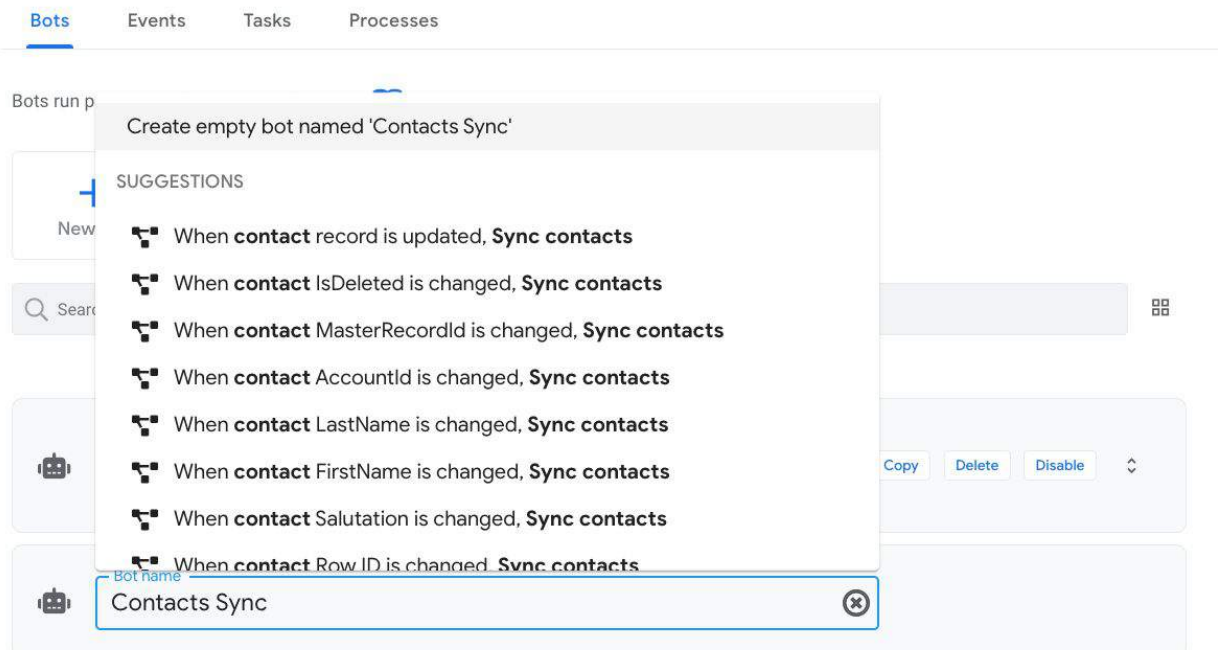 Bots Events Tasks Processes
Bots run
Create empty bot named 'Contacts Sync'
New
SUGGESTIONS
When contact record is updated, Sync contacts
When contact IsDeleted is changed, Sync contacts
When contact MasterRecordId is changed, Sync contacts
When contact AccountId is changed, Sync contacts
When contact LastName is changed, Sync contacts
When contact FirstName is changed, Sync contacts
Copy Delete Disable
When contact Salutation is changed, Sync contacts
When contact Row ID is changed, Sync contacts
Bot name
Contacts Sync